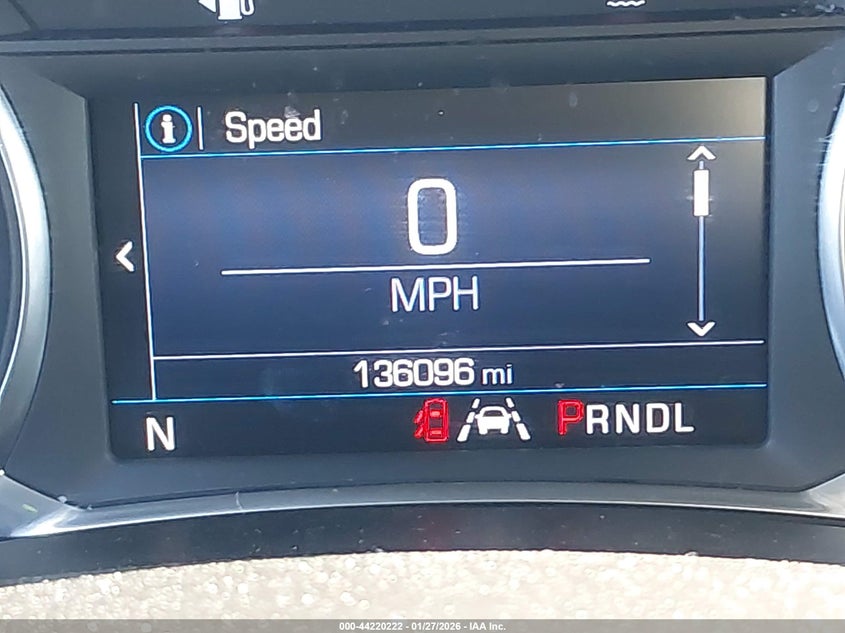 i Speed
0
MPH
136096 mi
N PRNDL
000-44220222 - 01/27/2026 - IAA Inc.